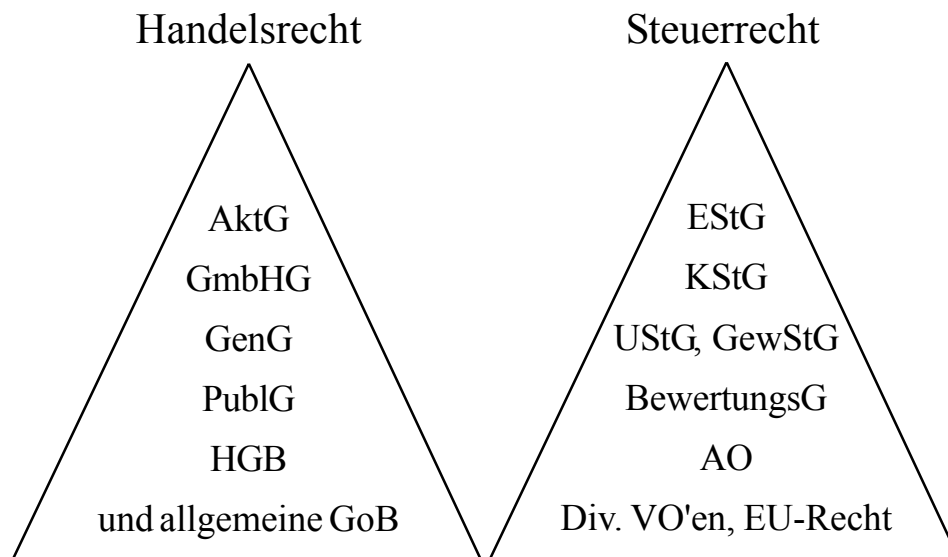 Handelsrecht
AktG
GmbHG
GenG
PublG
HGB
und allgemeine GoB
Steuerrecht
EStG
KStG
UStG, GewStG
BewertungsG
AO
Div. VO'en, EU-Recht